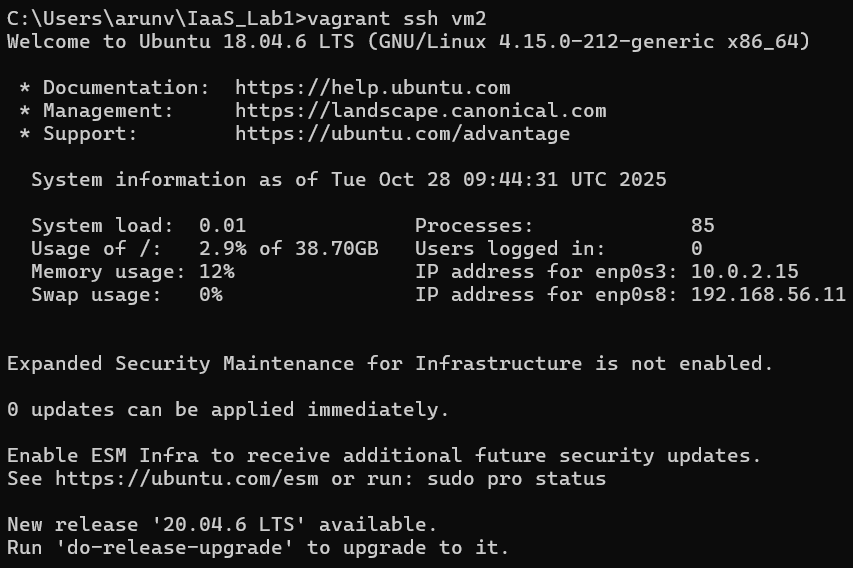 C:\Users\arunv\IaaS_Lab1>vagrant ssh vm2
Welcome to Ubuntu 18.04.6 LTS (GNU/Linux 4.15.0-212-generic x86_64)

 * Documentation:  https://help.ubuntu.com
 * Management:     https://landscape.canonical.com
 * Support:        https://ubuntu.com/advantage

  System information as of Tue Oct 28 09:44:31 UTC 2025

  System load:  0.01              Processes:             85
  Usage of /:   2.9% of 38.70GB   Users logged in:       0
  Memory usage: 12%               IP address for enp0s3: 10.0.2.15
  Swap usage:   0%                IP address for enp0s8: 192.168.56.11


Expanded Security Maintenance for Infrastructure is not enabled.

0 updates can be applied immediately.

Enable ESM Infra to receive additional future security updates.
See https://ubuntu.com/esm or run: sudo pro status

New release '20.04.6 LTS' available.
Run 'do-release-upgrade' to upgrade to it.